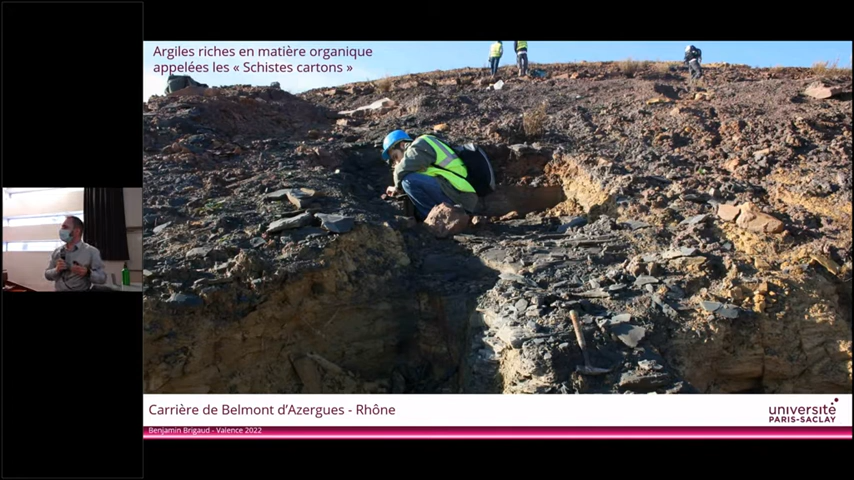 Argiles riches en matière organique
appelées les « Schistes cartons »
Carrière de Belmont d'Azergues - Rhône
université
PARIS-SACLAY
Benjamin Brigaud - Valence 2022